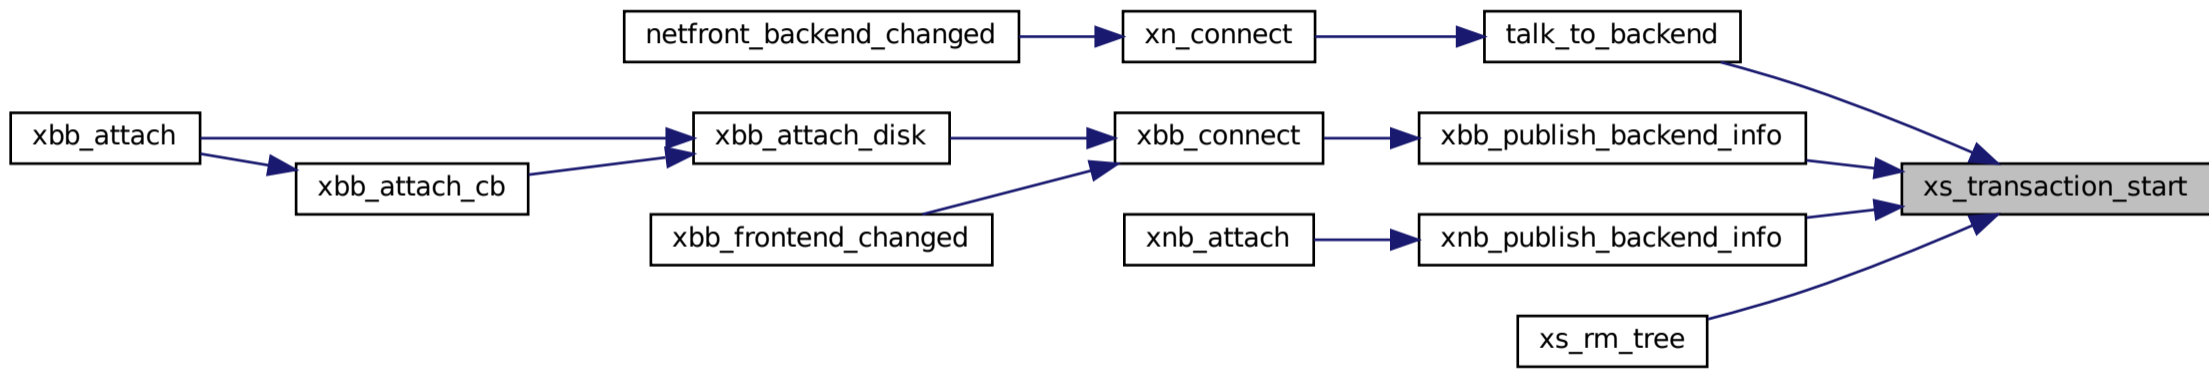 netfront_backend_changed
xn_connect
talk_to_backend
xbb_attach
xbb_attach_disk
xbb_connect
xbb_publish_backend_info
xbb_attach_cb
xs_transaction_start
xbb_frontend_changed
xnb_attach
xnb_publish_backend_info
xs_rm_tree